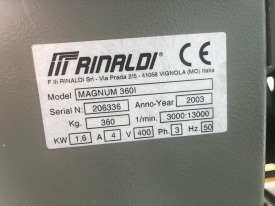 RINALDI CE
F.lli RINALDI Srl - Via Prada 2/5 - 41058 VIGNOLA (MO) Italia
Model MAGNUM 360I
Serial N: 206336 Anno-Year 2003
Kg. 360 1/min. 3000:13000
KW 1,6 A 4 V 400 Ph. 3 Hz. 50